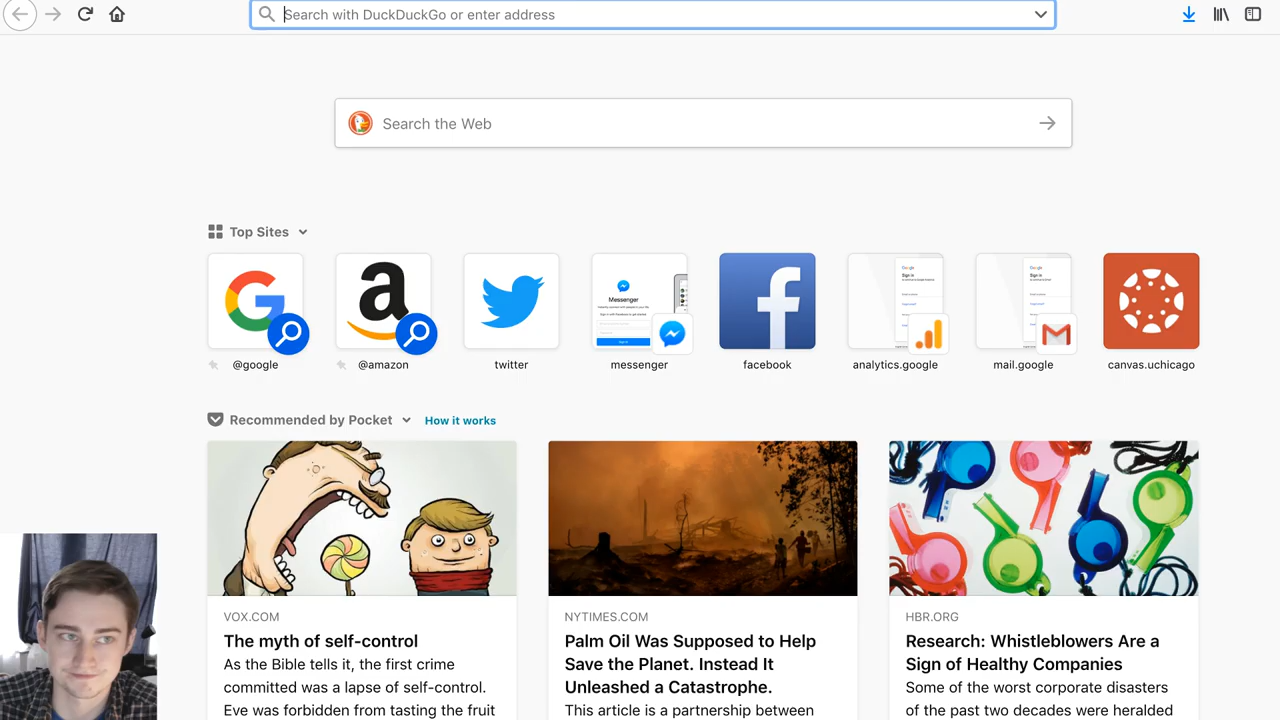 Search with DuckDuckGo or enter address
Search the Web
Top Sites
@google
@amazon
twitter
Messenger
messenger
facebook
analytics.google
mail.google
canvas.uchicago
Recommended by Pocket
How it works
VOX.COM
The myth of self-control
As the Bible tells it, the first crime
committed was a lapse of self-control.
Eve was forbidden from tasting the fruit
NYTIMES.COM
Palm Oil Was Supposed to Help
Save the Planet. Instead It
Unleashed a Catastrophe.
This article is a partnership between
HBR.ORG
Research: Whistleblowers Are a
Sign of Healthy Companies
Some of the worst corporate disasters
of the past two decades were heralded